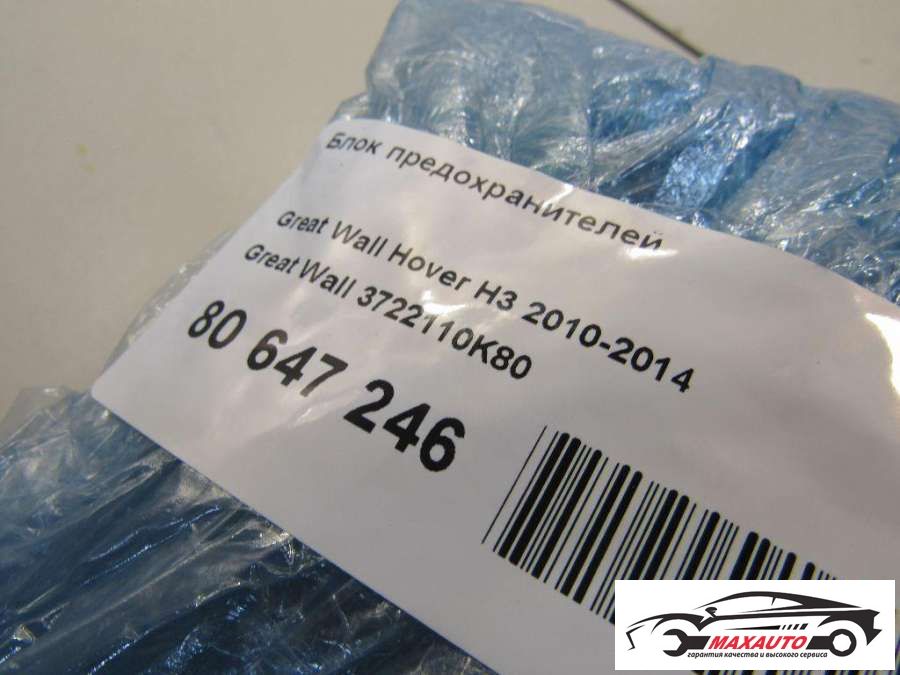 Блок предохранителей
Great Wall Hover H3 2010-2014
Great Wall 3722110K80
80 647 246
MAXAUTO
гарантия качества и высокого сервиса